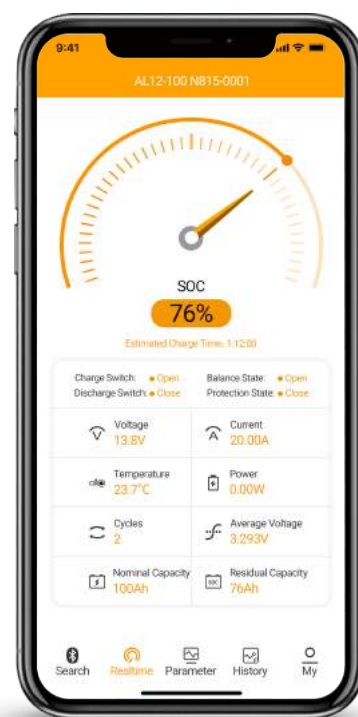 9:41
AL12-100 N815-0001
SOC
76%
Estimated Charge Time: 1:12:00
Charge Switch: Open Balance State: Open
Discharge Switch: Close Protection State: Close
Voltage Current
13.8V 20.00A
Temperature Power
23.7°C 0.00W
Cycles Average Voltage
2 3.293V
Nominal Capacity Residual Capacity
100Ah 76Ah
Search Realtime Parameter History My